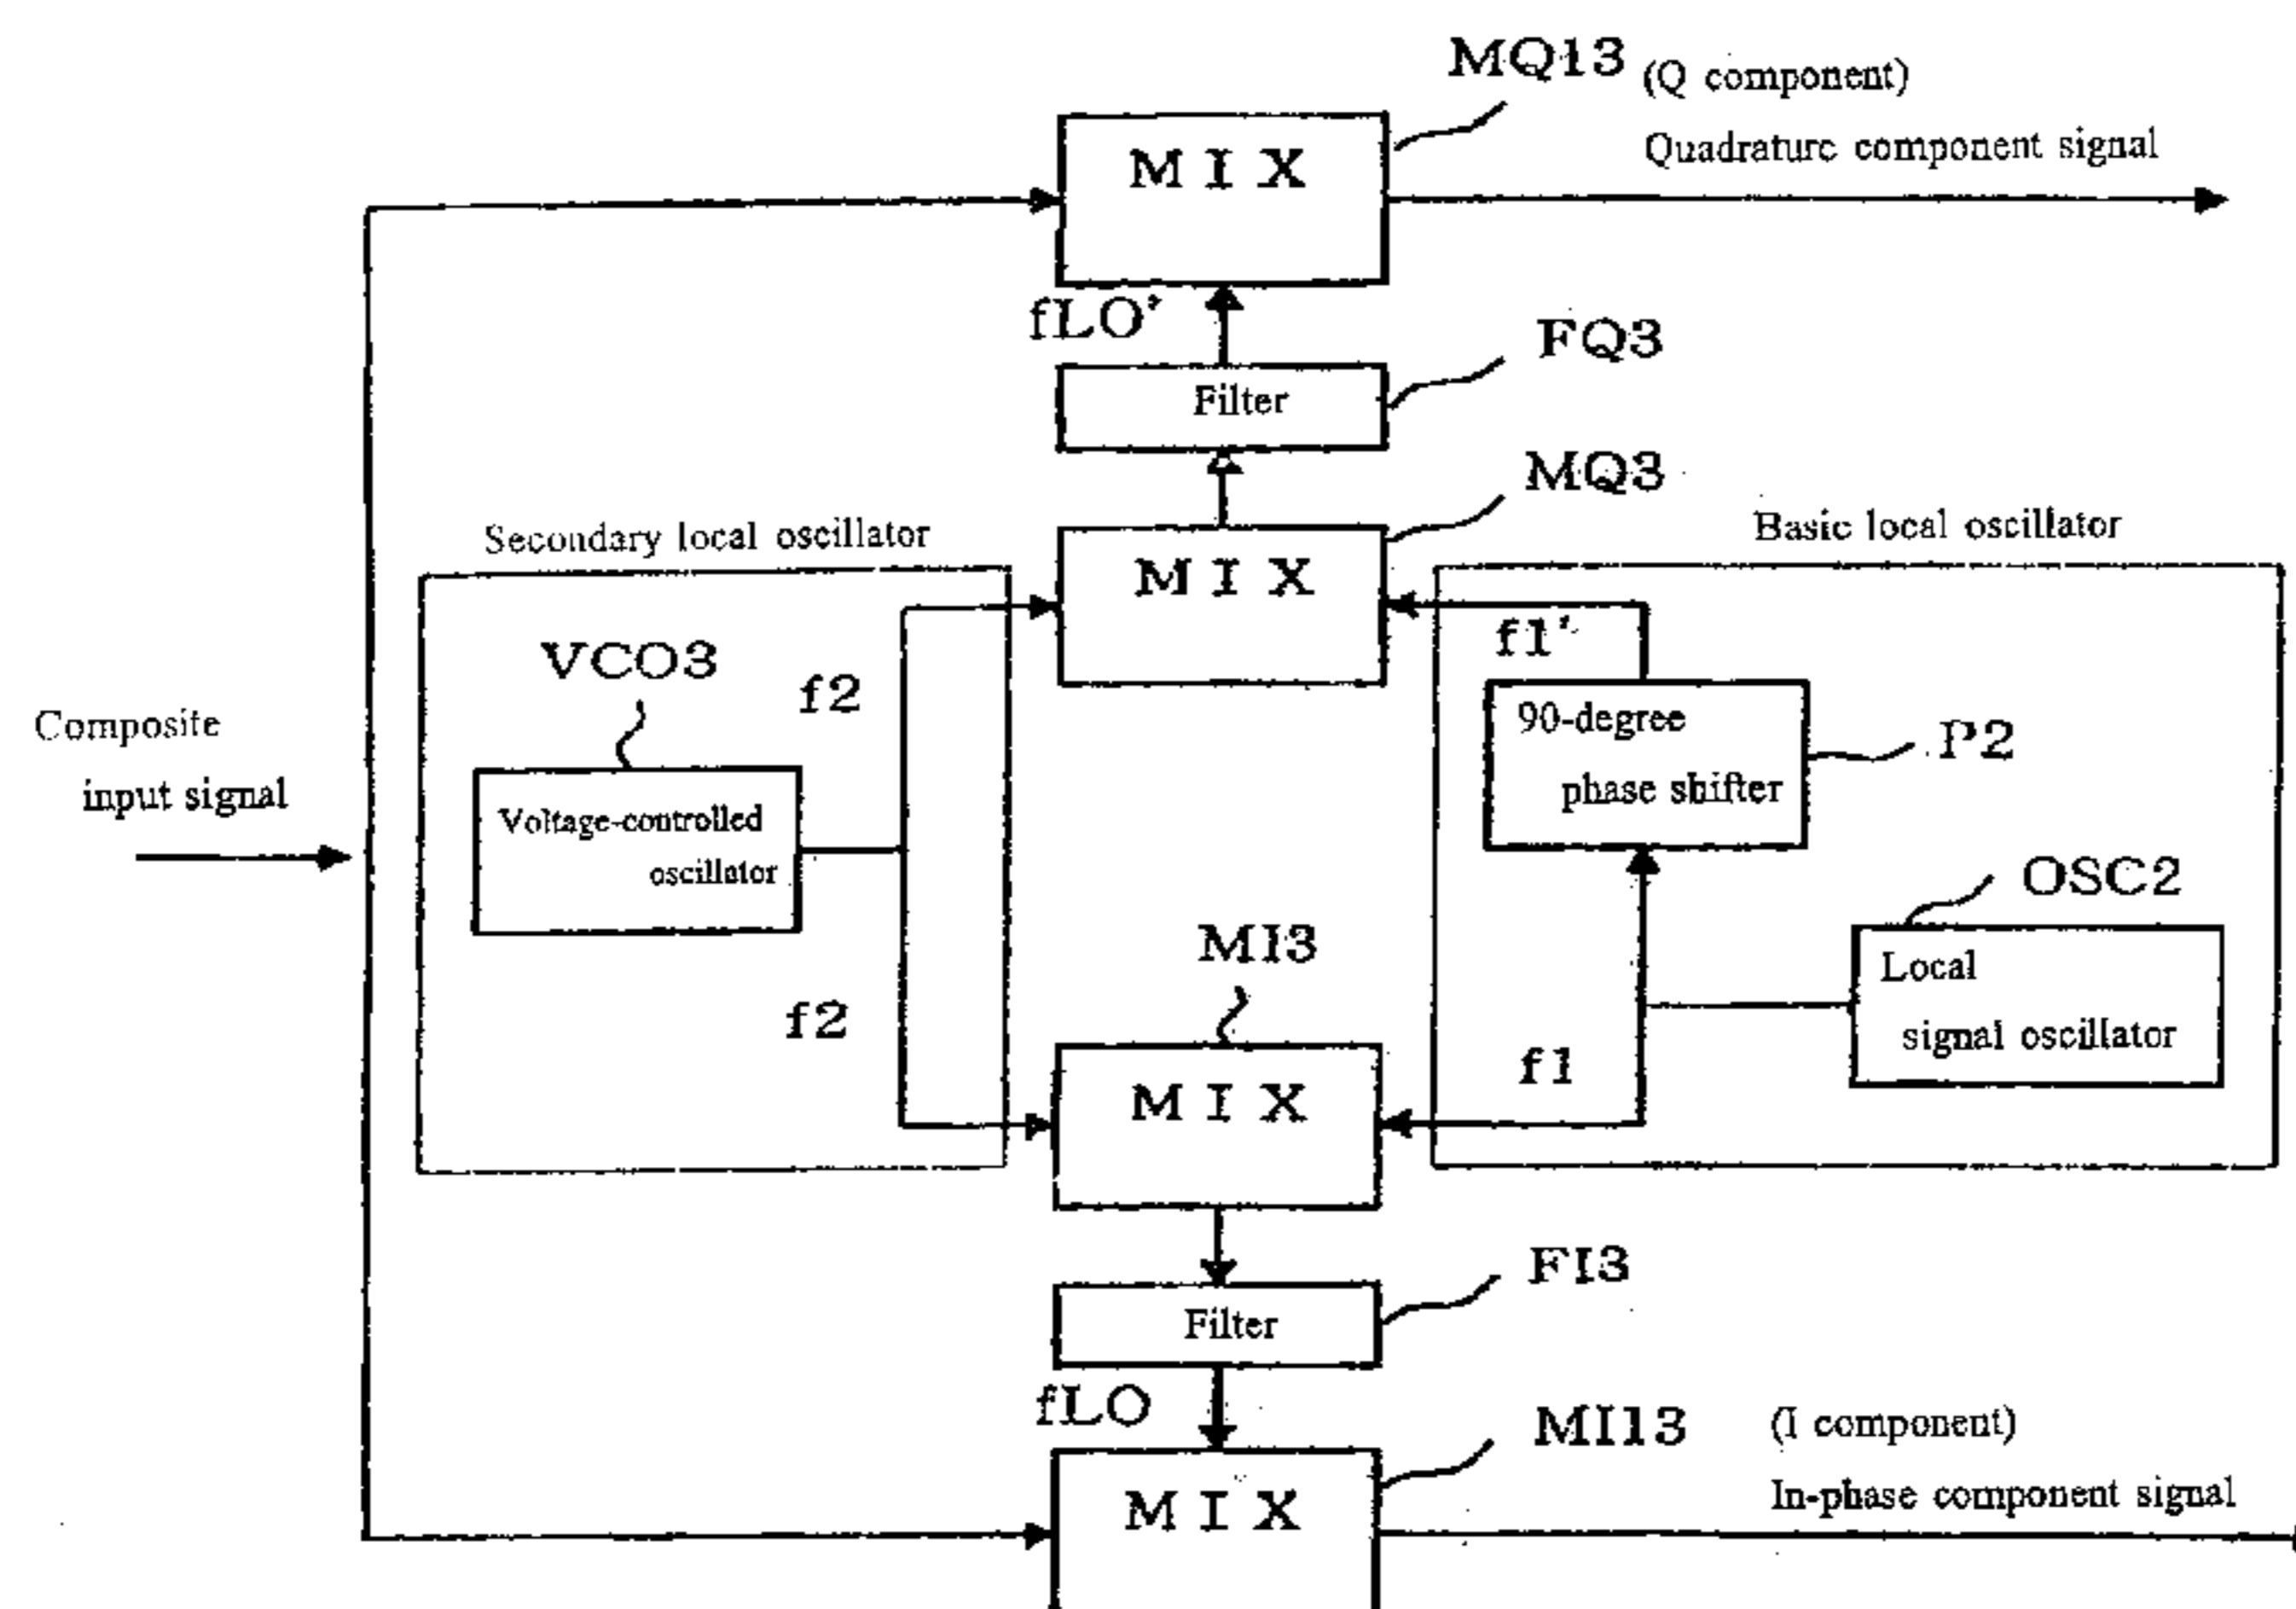 MQ13 (Q component)
Quadrature component signal
MIX
fLO'
FQ3
Filter
MQ3
Secondary local oscillator
Basic local oscillator
MIX
f1'
VCO3
f2
90-degree
phase shifter
P2
Composite
input signal
Voltage-controlled
oscillator
OSC2
MI3
Local
signal oscillator
f2
f1
MIX
FI3
Filter
fLO
MI13 (I component)
In-phase component signal
MIX